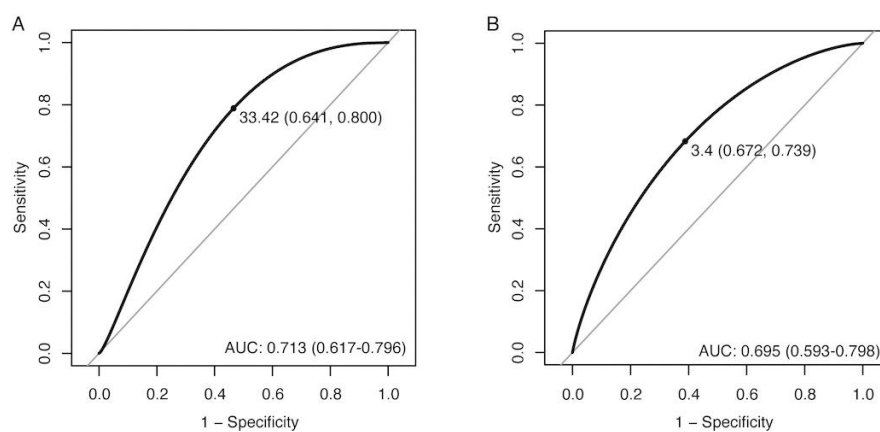 A
1.0
0.8
0.6
0.4
0.2
0.0
Sensitivity
33.42 (0.641, 0.800)
AUC: 0.713 (0.617-0.796)
0.0 0.2 0.4 0.6 0.8 1.0
1 – Specificity
B
1.0
0.8
0.6
0.4
0.2
0.0
Sensitivity
3.4 (0.672, 0.739)
AUC: 0.695 (0.593-0.798)
0.0 0.2 0.4 0.6 0.8 1.0
1 – Specificity